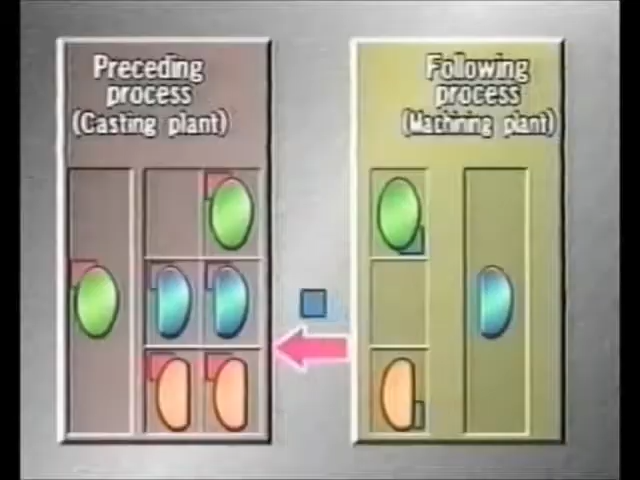 Preceding
process
(Casting plant)
Following
process
(Machining plant)